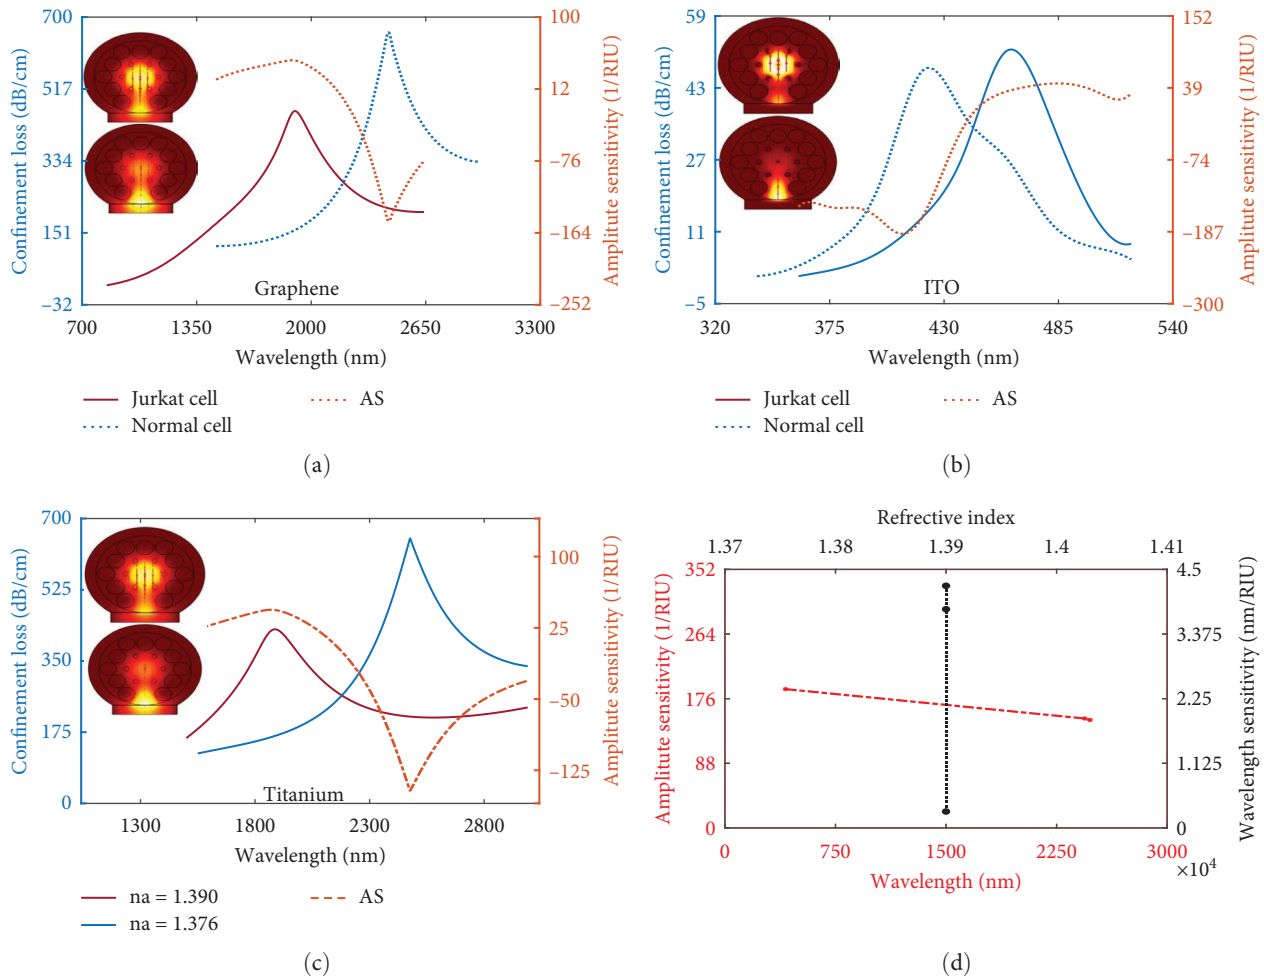 Confinement loss (dB/cm)
700
517
334
151
−32
100
12
−76
−164
−252
Amplitute sensitivity (1/RIU)
Graphene
700
1350
2000
2650
3300
Wavelength (nm)
Jurkat cell
AS
Normal cell
(a)
Confinement loss (dB/cm)
59
43
27
11
−5
152
39
−74
−187
−300
Amplitute sensitivity (1/RIU)
ITO
320
375
430
485
540
Wavelength (nm)
Jurkat cell
AS
Normal cell
(b)
Confinement loss (dB/cm)
700
525
350
175
0
100
25
−50
−125
Amplitute sensitivity (1/RIU)
Titanium
1300
1800
2300
2800
Wavelength (nm)
na = 1.390
AS
na = 1.376
(c)
Refrective index
1.37
1.38
1.39
1.4
1.41
Amplitute sensitivity (1/RIU)
352
264
176
88
0
4.5
3.375
2.25
1.125
0
Wavelength sensitivity (nm/RIU)
0
750
1500
2250
3000
×10⁴
Wavelength (nm)
(d)